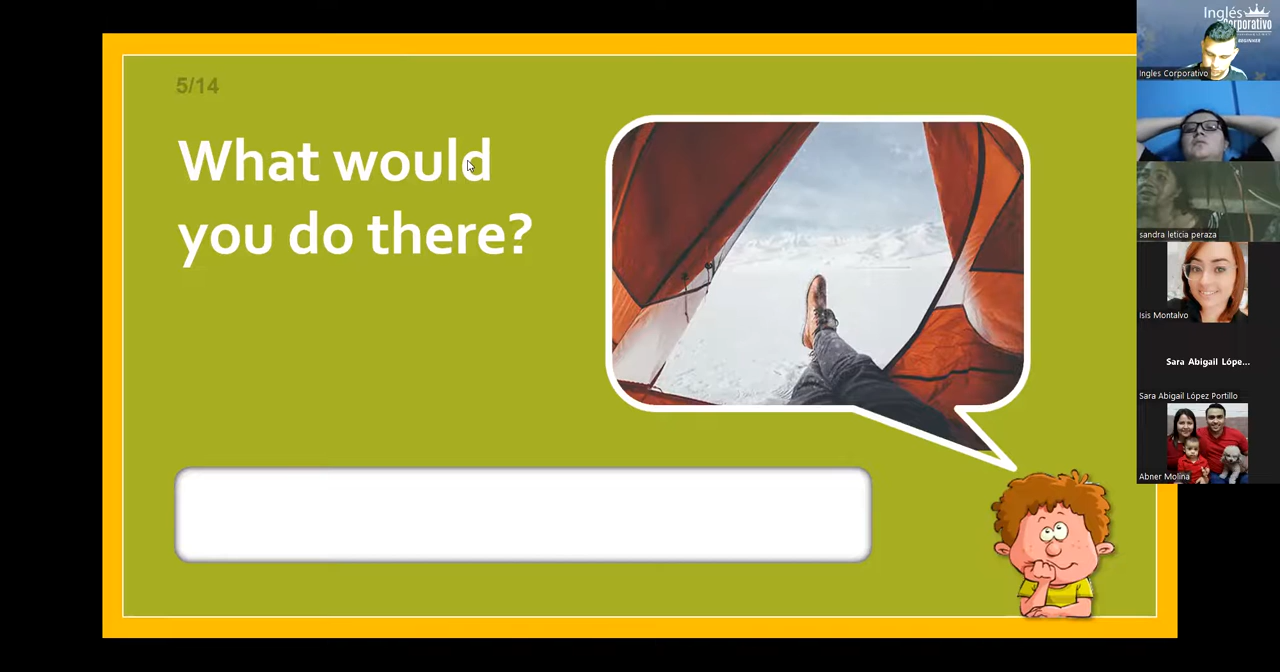 5/14
What would
you do there?
Inglés
Corporativo
BEGINNER
Ingles Corporativo
sandra leticia peraza
Isis Montalvo
Sara Abigail Lópe...
Sara Abigail López Portillo
Abner Molina